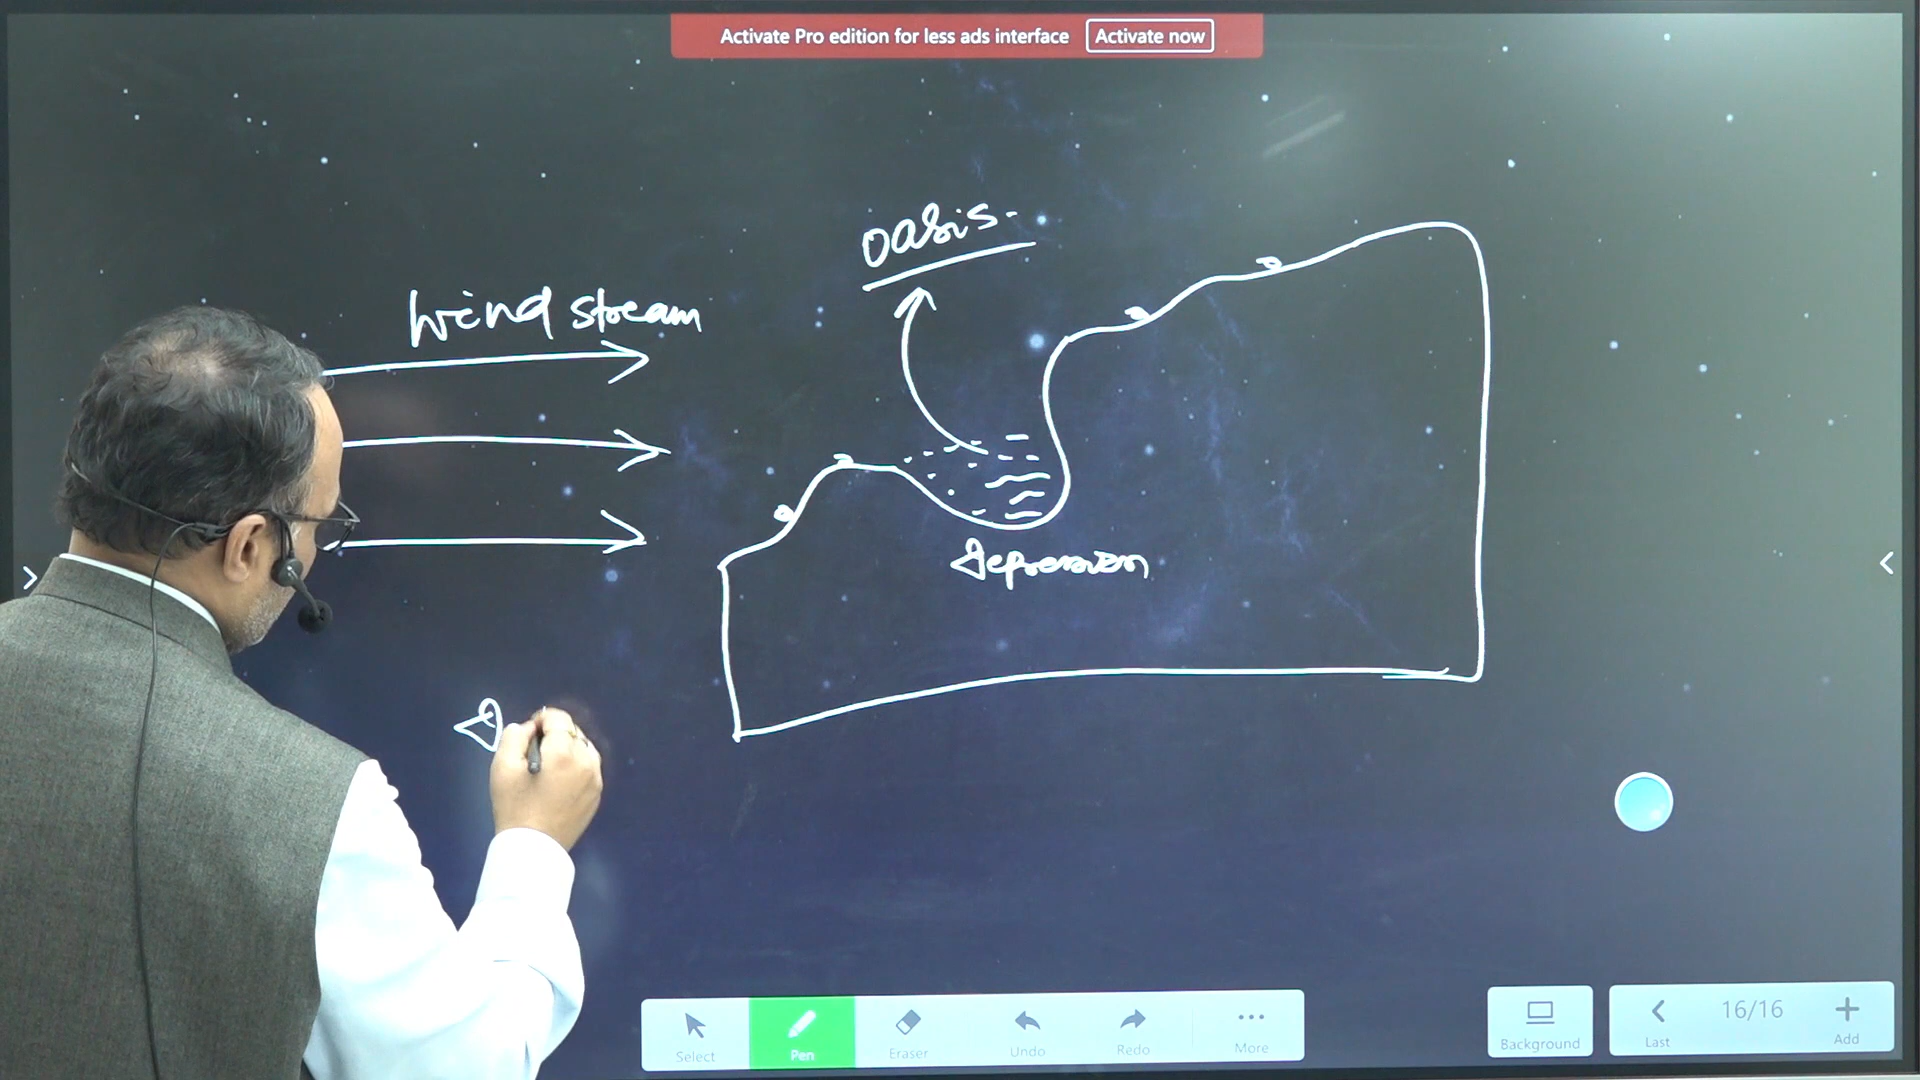 Activate Pro edition for less ads interface Activate now
oasis.
Wind stream
depression
Select Pen Eraser Undo Redo More
Background
Last 16/16 Add